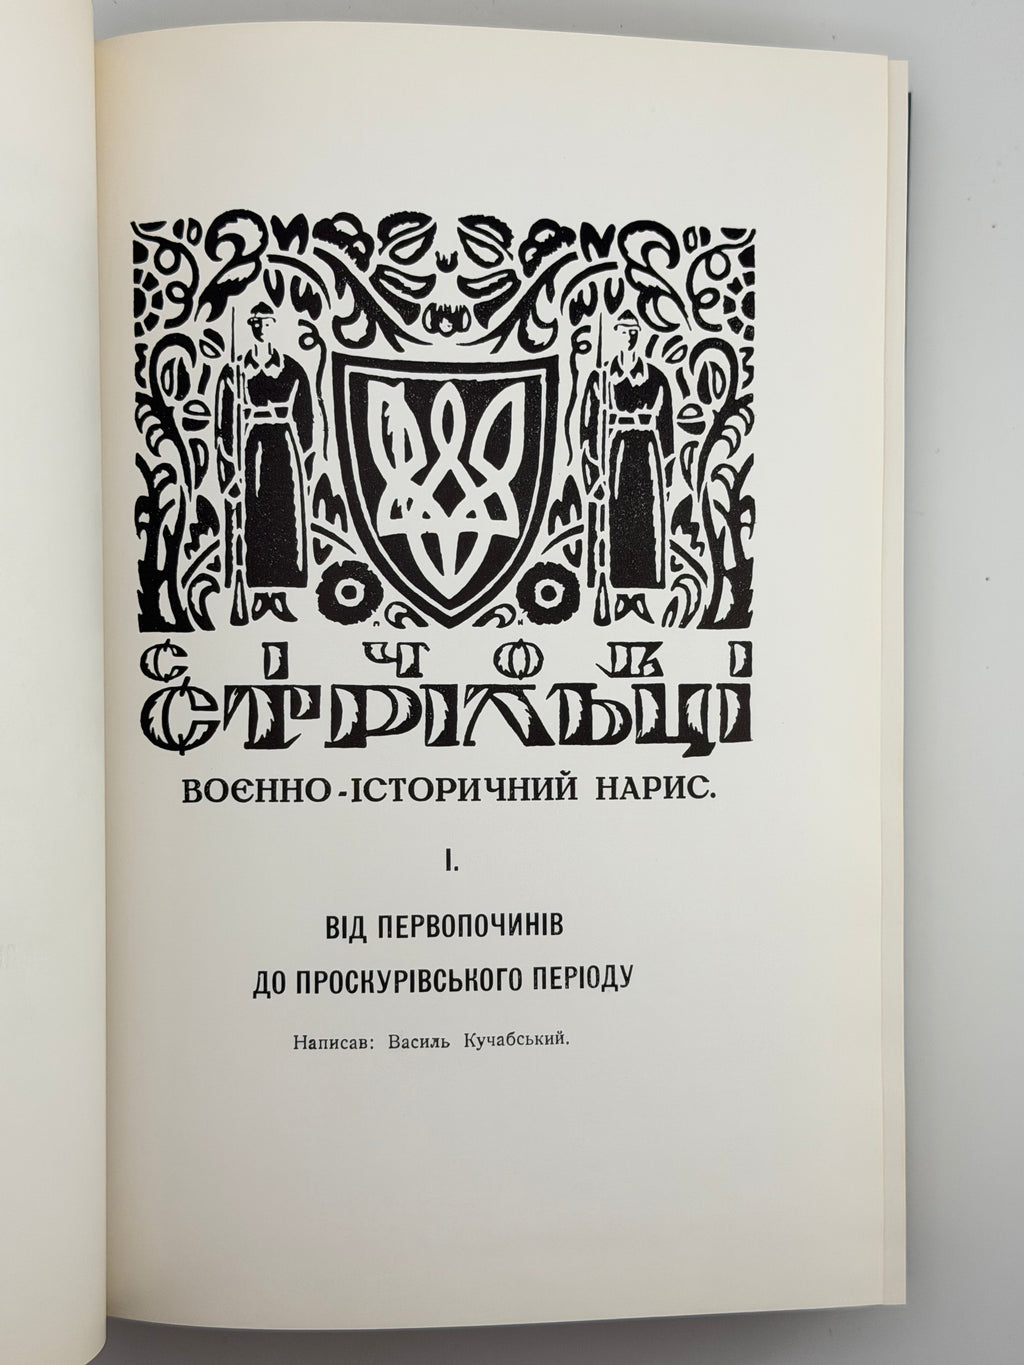 СІЧОВІ
СТРІЛЬЦІ
ВОЄННО-ІСТОРИЧНИЙ НАРИС.
І.
ВІД ПЕРВОПОЧИНІВ
ДО ПРОСКУРІВСЬКОГО ПЕРІОДУ
Написав: Василь Кучабський.